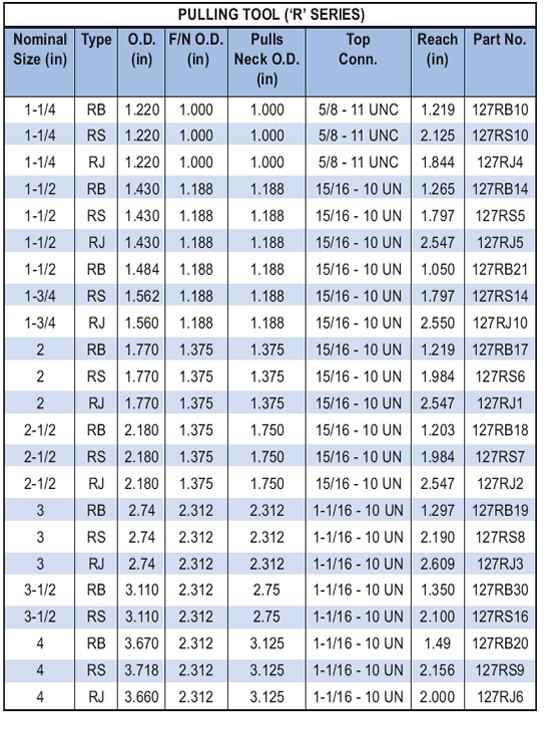 PULLING TOOL (‘R’ SERIES)
Nominal Size (in) Type O.D. (in) F/N O.D. (in) Pulls Neck O.D. (in) Top Conn. Reach (in) Part No.
1-1/4 RB 1.220 1.000 1.000 5/8 - 11 UNC 1.219 127RB10
1-1/4 RS 1.220 1.000 1.000 5/8 - 11 UNC 2.125 127RS10
1-1/4 RJ 1.220 1.000 1.000 5/8 - 11 UNC 1.844 127RJ4
1-1/2 RB 1.430 1.188 1.188 15/16 - 10 UN 1.265 127RB14
1-1/2 RS 1.430 1.188 1.188 15/16 - 10 UN 1.797 127RS5
1-1/2 RJ 1.430 1.188 1.188 15/16 - 10 UN 2.547 127RJ5
1-1/2 RB 1.484 1.188 1.188 15/16 - 10 UN 1.050 127RB21
1-3/4 RS 1.562 1.188 1.188 15/16 - 10 UN 1.797 127RS14
1-3/4 RJ 1.560 1.188 1.188 15/16 - 10 UN 2.550 127RJ10
2 RB 1.770 1.375 1.375 15/16 - 10 UN 1.219 127RB17
2 RS 1.770 1.375 1.375 15/16 - 10 UN 1.984 127RS6
2 RJ 1.770 1.375 1.375 15/16 - 10 UN 2.547 127RJ1
2-1/2 RB 2.180 1.375 1.750 15/16 - 10 UN 1.203 127RB18
2-1/2 RS 2.180 1.375 1.750 15/16 - 10 UN 1.984 127RS7
2-1/2 RJ 2.180 1.375 1.750 15/16 - 10 UN 2.547 127RJ2
3 RB 2.74 2.312 2.312 1-1/16 - 10 UN 1.297 127RB19
3 RS 2.74 2.312 2.312 1-1/16 - 10 UN 2.190 127RS8
3 RJ 2.74 2.312 2.312 1-1/16 - 10 UN 2.609 127RJ3
3-1/2 RB 3.110 2.312 2.75 1-1/16 - 10 UN 1.350 127RB30
3-1/2 RS 3.110 2.312 2.75 1-1/16 - 10 UN 2.100 127RS16
4 RB 3.670 2.312 3.125 1-1/16 - 10 UN 1.49 127RB20
4 RS 3.718 2.312 3.125 1-1/16 - 10 UN 2.156 127RS9
4 RJ 3.660 2.312 3.125 1-1/16 - 10 UN 2.000 127RJ6